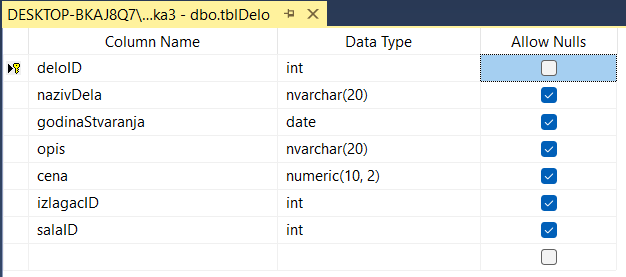 DESKTOP-BKAJ8Q7\...ka3 - dbo.tblDelo
Column Name Data Type Allow Nulls
deloID int
nazivDela nvarchar(20)
godinaStvaranja date
opis nvarchar(20)
cena numeric(10, 2)
izlagacID int
salaID int